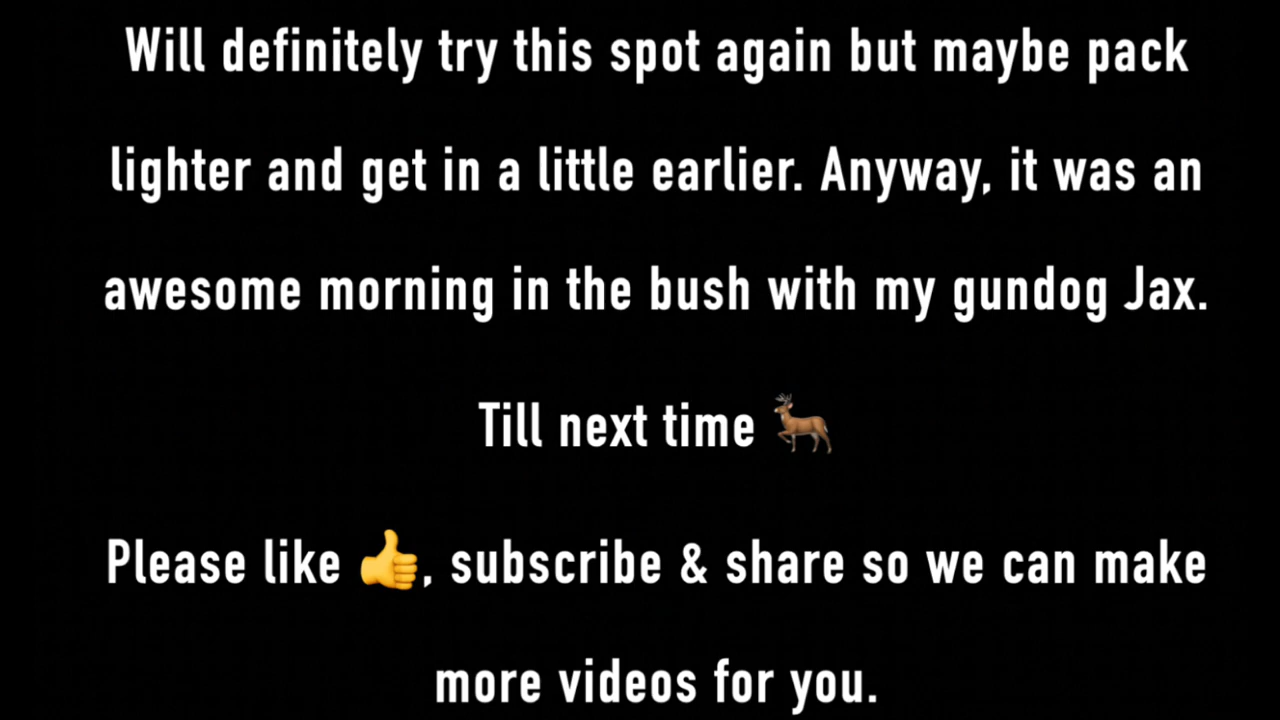 Will definitely try this spot again but maybe pack
lighter and get in a little earlier. Anyway, it was an
awesome morning in the bush with my gundog Jax.
Till next time 🦌
Please like 👍, subscribe & share so we can make
more videos for you.